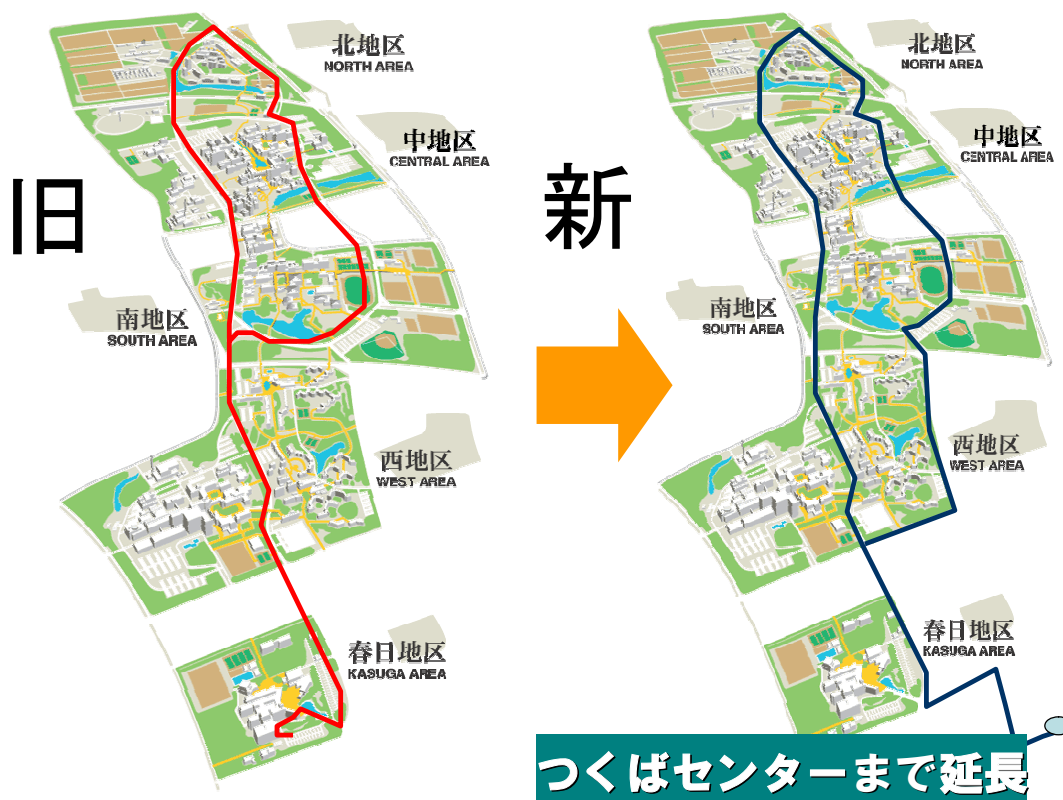 旧
北地区
NORTH AREA
中地区
CENTRAL AREA
南地区
SOUTH AREA
西地区
WEST AREA
春日地区
KASUGA AREA
新
北地区
NORTH AREA
中地区
CENTRAL AREA
南地区
SOUTH AREA
西地区
WEST AREA
春日地区
KASUGA AREA
つくばセンターまで延長